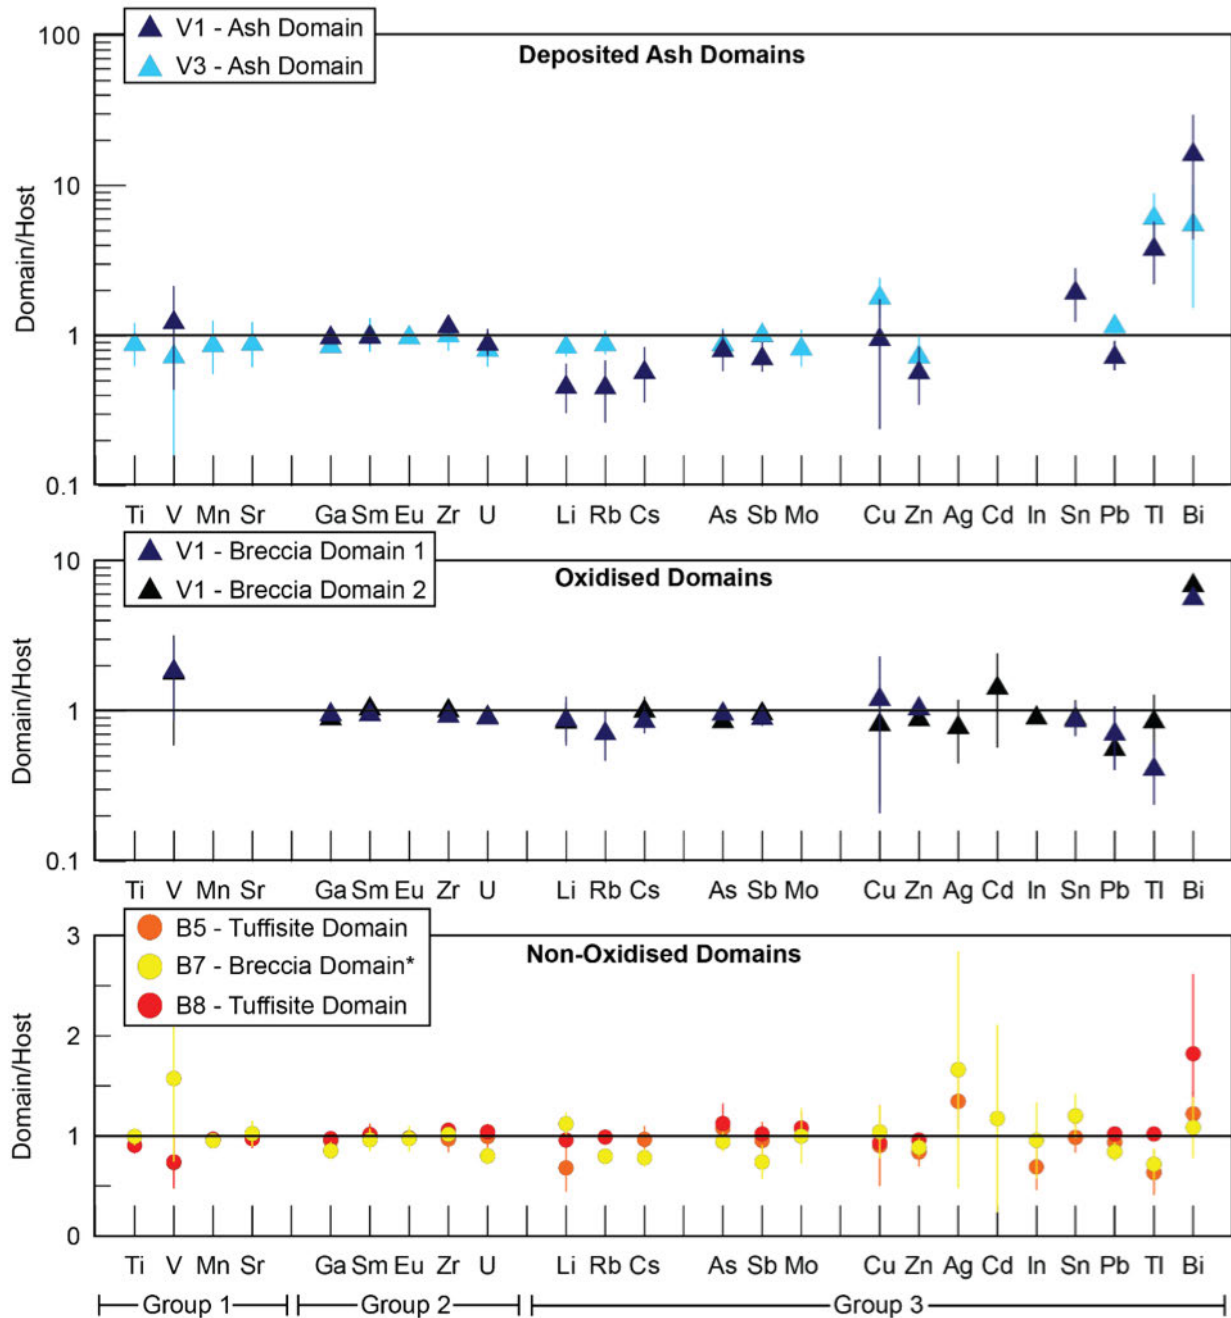 V1 - Ash Domain
V3 - Ash Domain
Deposited Ash Domains
100
10
1
0.1
Domain/Host
Ti V Mn Sr Ga Sm Eu Zr U Li Rb Cs As Sb Mo Cu Zn Ag Cd In Sn Pb Tl Bi
V1 - Breccia Domain 1
V1 - Breccia Domain 2
Oxidised Domains
10
1
0.1
Domain/Host
Ti V Mn Sr Ga Sm Eu Zr U Li Rb Cs As Sb Mo Cu Zn Ag Cd In Sn Pb Tl Bi
B5 - Tuffisite Domain
B7 - Breccia Domain*
B8 - Tuffisite Domain
Non-Oxidised Domains
3
2
1
0
Domain/Host
Ti V Mn Sr Ga Sm Eu Zr U Li Rb Cs As Sb Mo Cu Zn Ag Cd In Sn Pb Tl Bi
Group 1 Group 2 Group 3